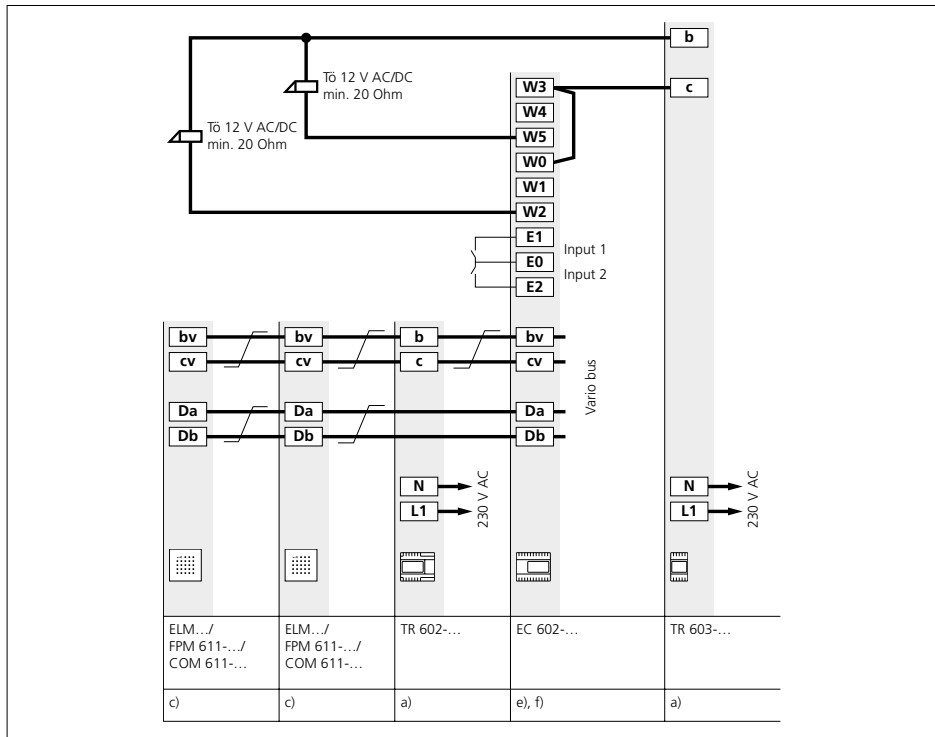 b
Tö 12 V AC/DC
min. 20 Ohm
W3
c
W4
Tö 12 V AC/DC
min. 20 Ohm
W5
W0
W1
W2
E1
Input 1
E0
Input 2
E2
bv
bv
b
bv
cv
cv
c
cv
Vario bus
Da
Da
Da
Db
Db
Db
N
N
L1
L1
230 V AC
230 V AC
ELM.../
FPM 611-.../
COM 611-...
ELM.../
FPM 611-.../
COM 611-...
TR 602-...
EC 602-...
TR 603-...
c)
c)
a)
e), f)
a)